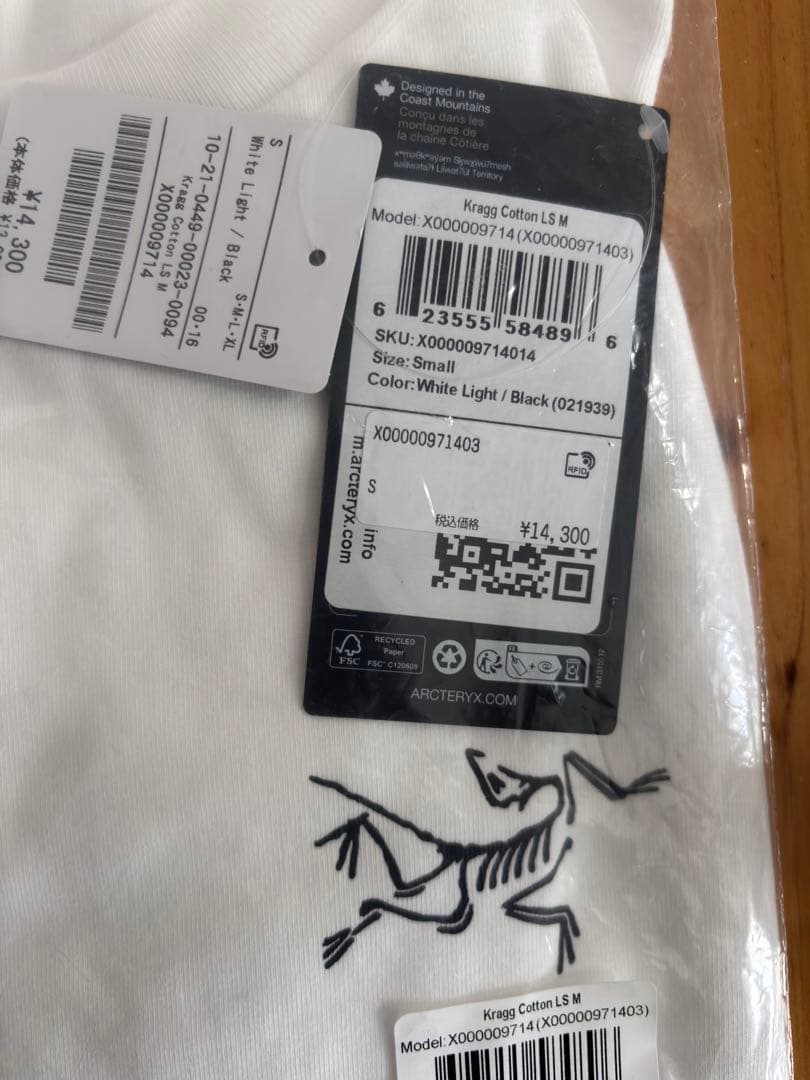 S
White Light / Black S・M・L・XL
10-21-0449-00023-0094
Kragg Cotton LS M 00・16
X000009714
RFID
¥14,300
(本体価格
Designed in the
Coast Mountains
Conçu dans les
montagnes de
la chaîne Côtière
Territory
Kragg Cotton LS M
Model: X000009714 (X00000971403)
6 23555 58489 6
SKU: X000009714014
Size: Small
Color: White Light / Black (021939)
X00000971403
RFID
S
税込価格 ¥14,300
m.arcteryx.com
info
FSC
RECYCLED
Paper
FSC® C120609
FR
ARCTERYX.COM
Kragg Cotton LS M
Model: X000009714 (X00000971403)